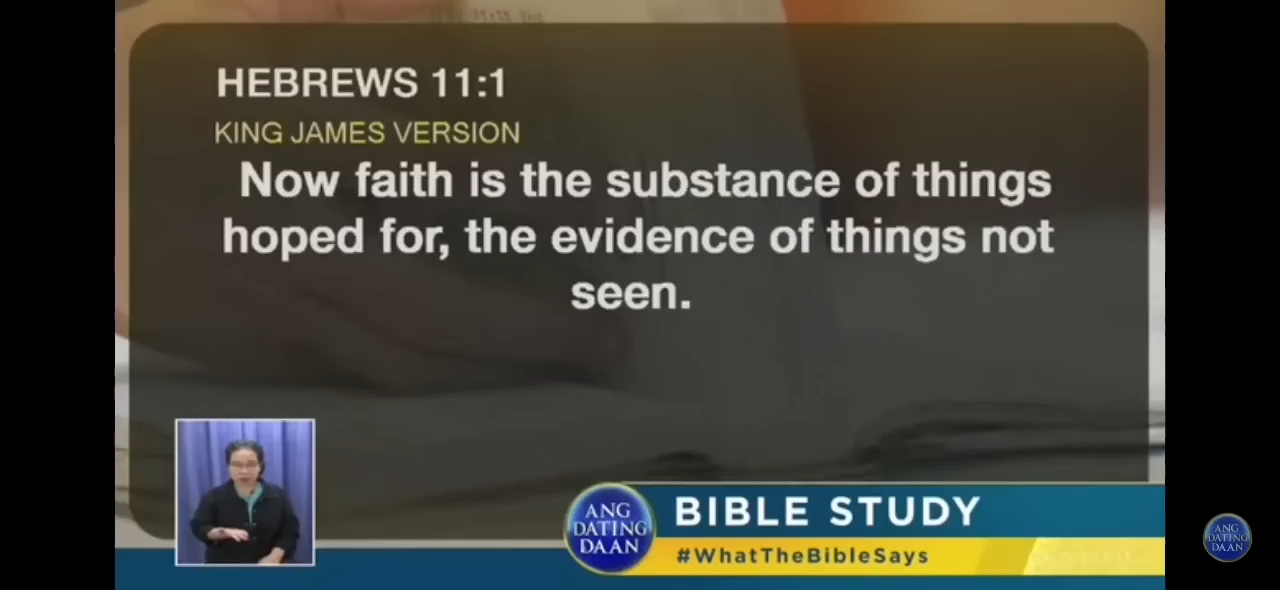 HEBREWS 11:1
KING JAMES VERSION
Now faith is the substance of things
hoped for, the evidence of things not
seen.
ANG
DATING
DAAN
BIBLE STUDY
#WhatTheBibleSays
ANG
DATING
DAAN